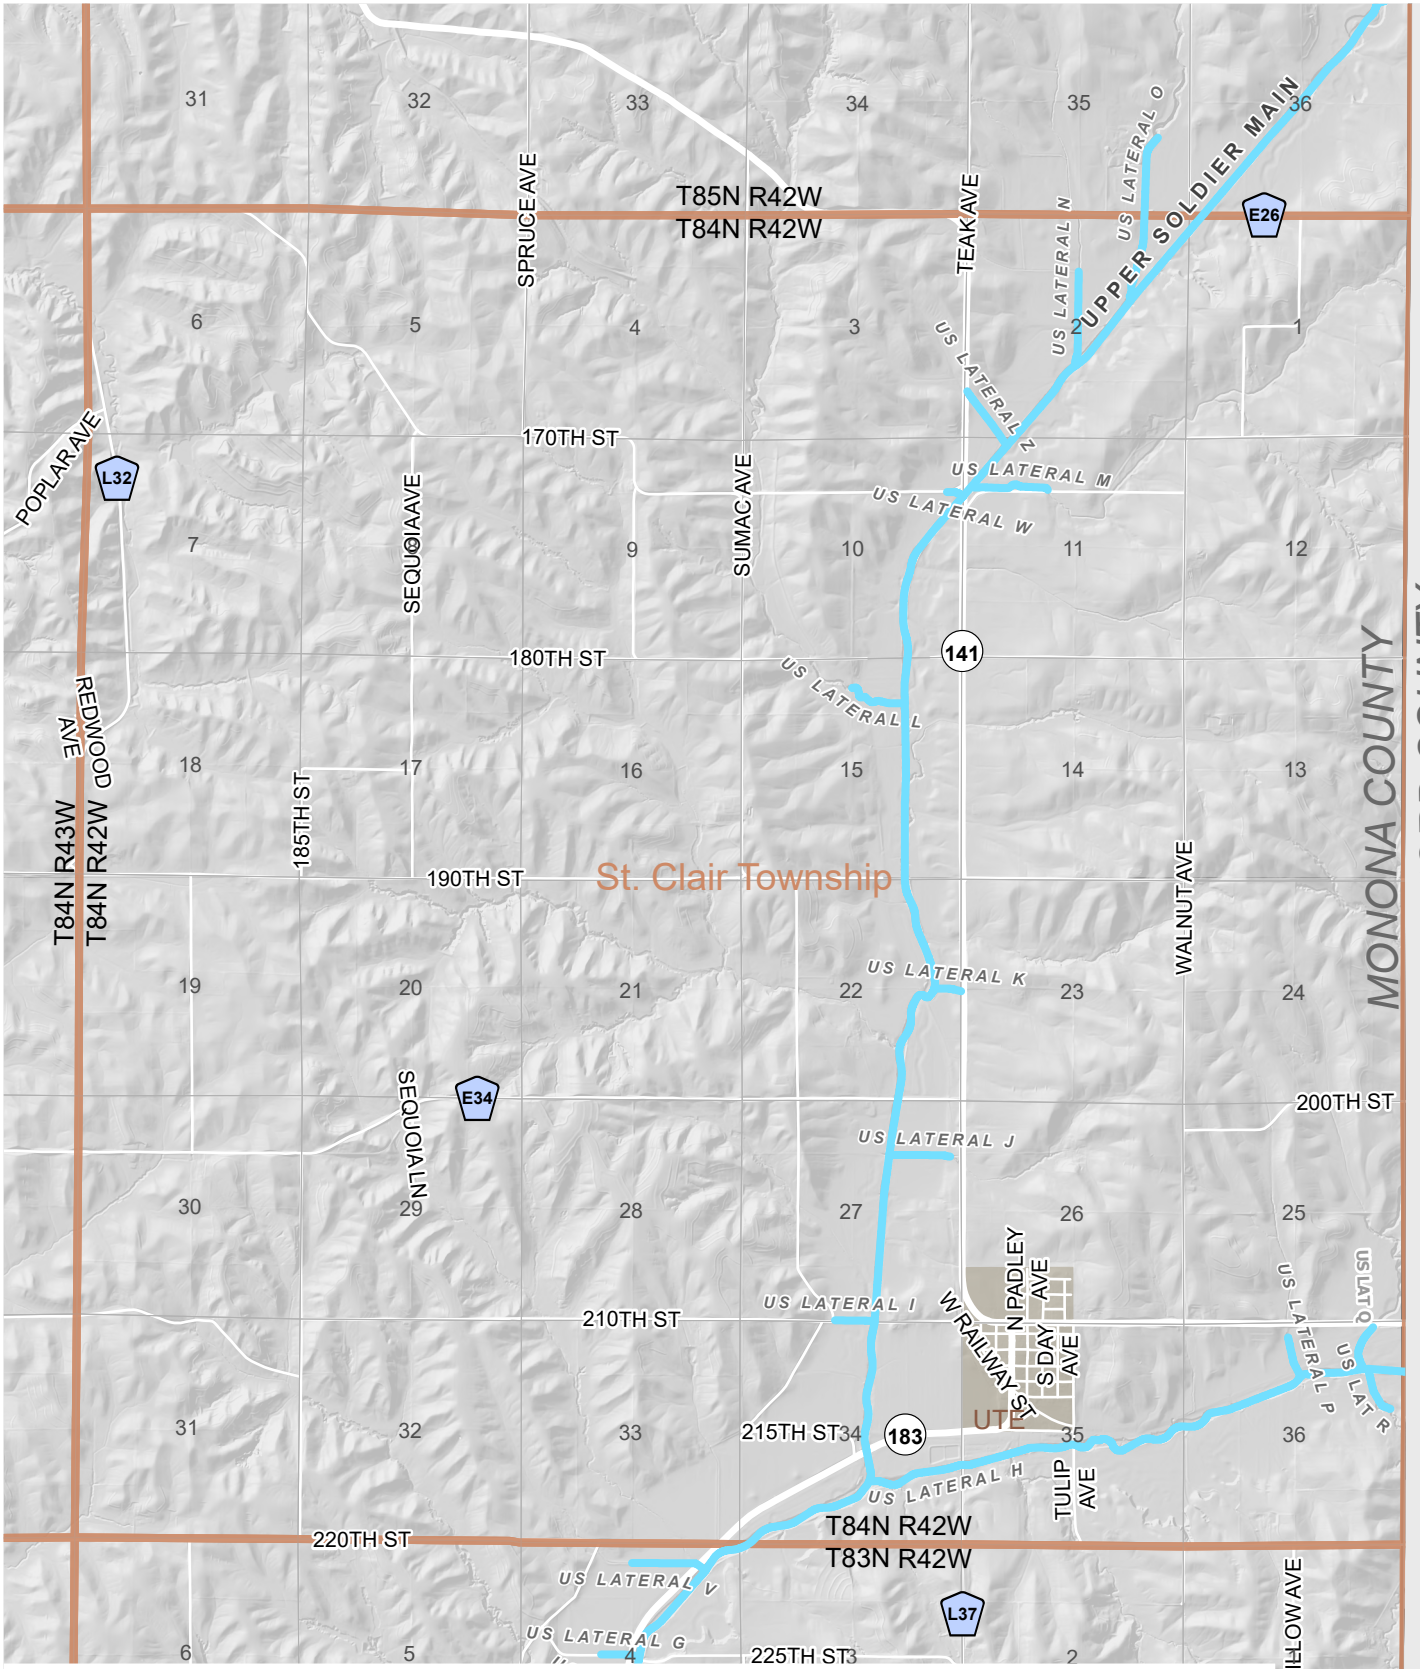 31
32
33
34
35
36
US LATERAL O
UPPER SOLDIER MAIN
SPRUCE AVE
T85N R42W
T84N R42W
TEAK AVE
US LATERAL N
E26
6
5
4
3
2
1
US LATERAL Z
POPLAR AVE
170TH ST
L32
SEQUOIA AVE
SUMAC AVE
US LATERAL M
US LATERAL W
7
8
9
10
11
12
180TH ST
141
US LATERAL L
REDWOOD
AVE
MONONA COUNTY
18
17
16
15
14
13
185TH ST
T84N R43W
T84N R42W
190TH ST
St. Clair Township
WALNUT AVE
US LATERAL K
19
20
21
22
23
24
SEQUOIA LN
E34
200TH ST
US LATERAL J
30
29
28
27
26
25
N PADLEY
AVE
US LATERAL I
210TH ST
W RAILWAY ST
S DAY
AVE
US LATERAL P
US LAT Q
US LAT R
UTE
31
32
33
215TH ST
34
183
35
36
US LATERAL H
TULIP
AVE
220TH ST
T84N R42W
T83N R42W
US LATERAL V
L37
US LATERAL G
6
5
4
225TH ST
3
2